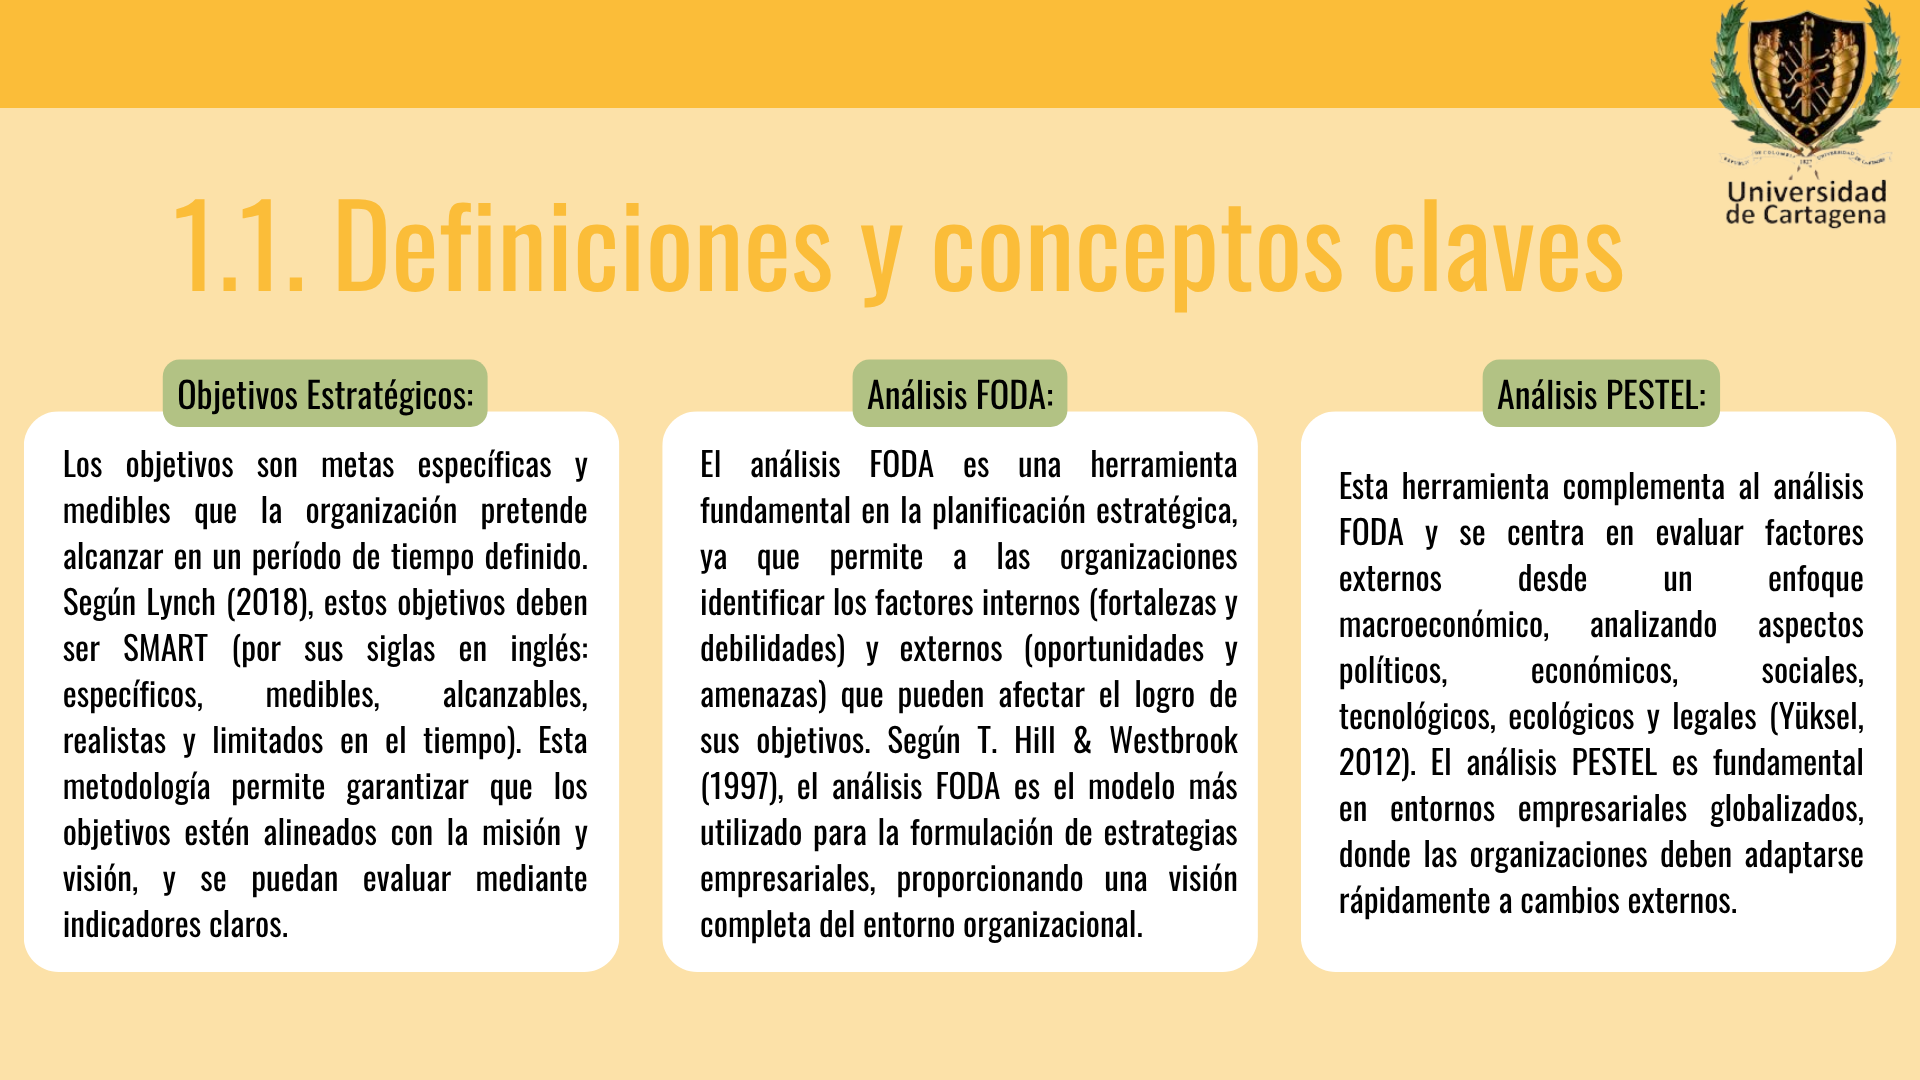 Universidad
de Cartagena
1.1. Definiciones y conceptos claves
Objetivos Estratégicos:
Los objetivos son metas específicas y
medibles que la organización pretende
alcanzar en un período de tiempo definido.
Según Lynch (2018), estos objetivos deben
ser SMART (por sus siglas en inglés:
específicos, medibles, alcanzables,
realistas y limitados en el tiempo). Esta
metodología permite garantizar que los
objetivos estén alineados con la misión y
visión, y se puedan evaluar mediante
indicadores claros.
Análisis FODA:
El análisis FODA es una herramienta
fundamental en la planificación estratégica,
ya que permite a las organizaciones
identificar los factores internos (fortalezas y
debilidades) y externos (oportunidades y
amenazas) que pueden afectar el logro de
sus objetivos. Según T. Hill & Westbrook
(1997), el análisis FODA es el modelo más
utilizado para la formulación de estrategias
empresariales, proporcionando una visión
completa del entorno organizacional.
Análisis PESTEL:
Esta herramienta complementa al análisis
FODA y se centra en evaluar factores
externos desde un enfoque
macroeconómico, analizando aspectos
políticos, económicos, sociales,
tecnológicos, ecológicos y legales (Yüksel,
2012). El análisis PESTEL es fundamental
en entornos empresariales globalizados,
donde las organizaciones deben adaptarse
rápidamente a cambios externos.